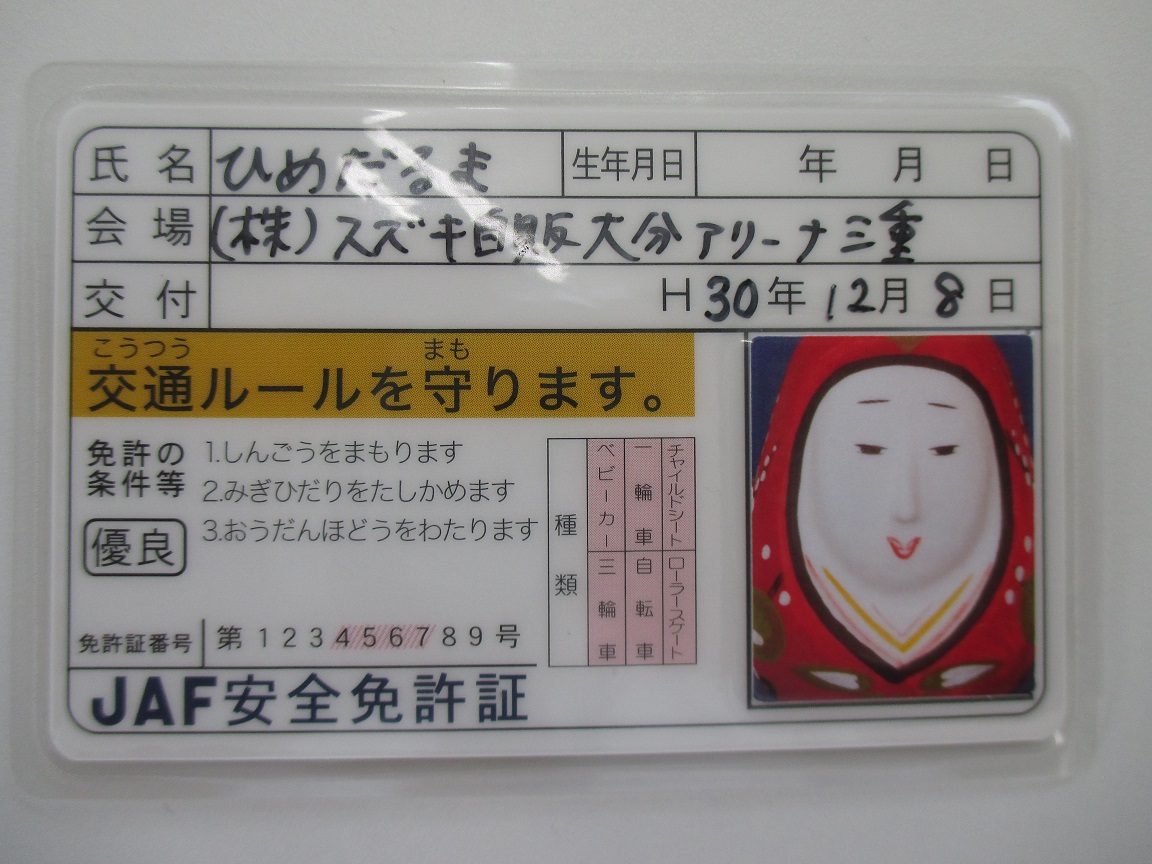 氏名 ひめだるま 生年月日 年 月 日
会場 (株)スズキ自販大分アリーナ三重
交付 H30年12月8日
こうつう まも
交通ルールを守ります。
免許の条件等
優良
1.しんごうをまもります
2.みぎひだりをたしかめます
3.おうだんほどうをわたります
種類
ベビーカー 一輪車 チャイルドシート
三輪車 自転車 ローラースケート
免許証番号 第123456789号
JAF安全免許証